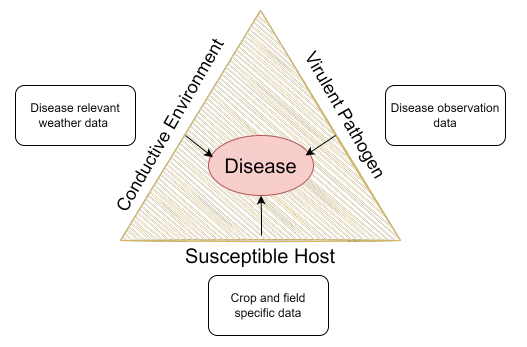 Conductive Environment
Virulent Pathogen
Disease relevant
weather data
Disease observation
data
Disease
Susceptible Host
Crop and field
specific data